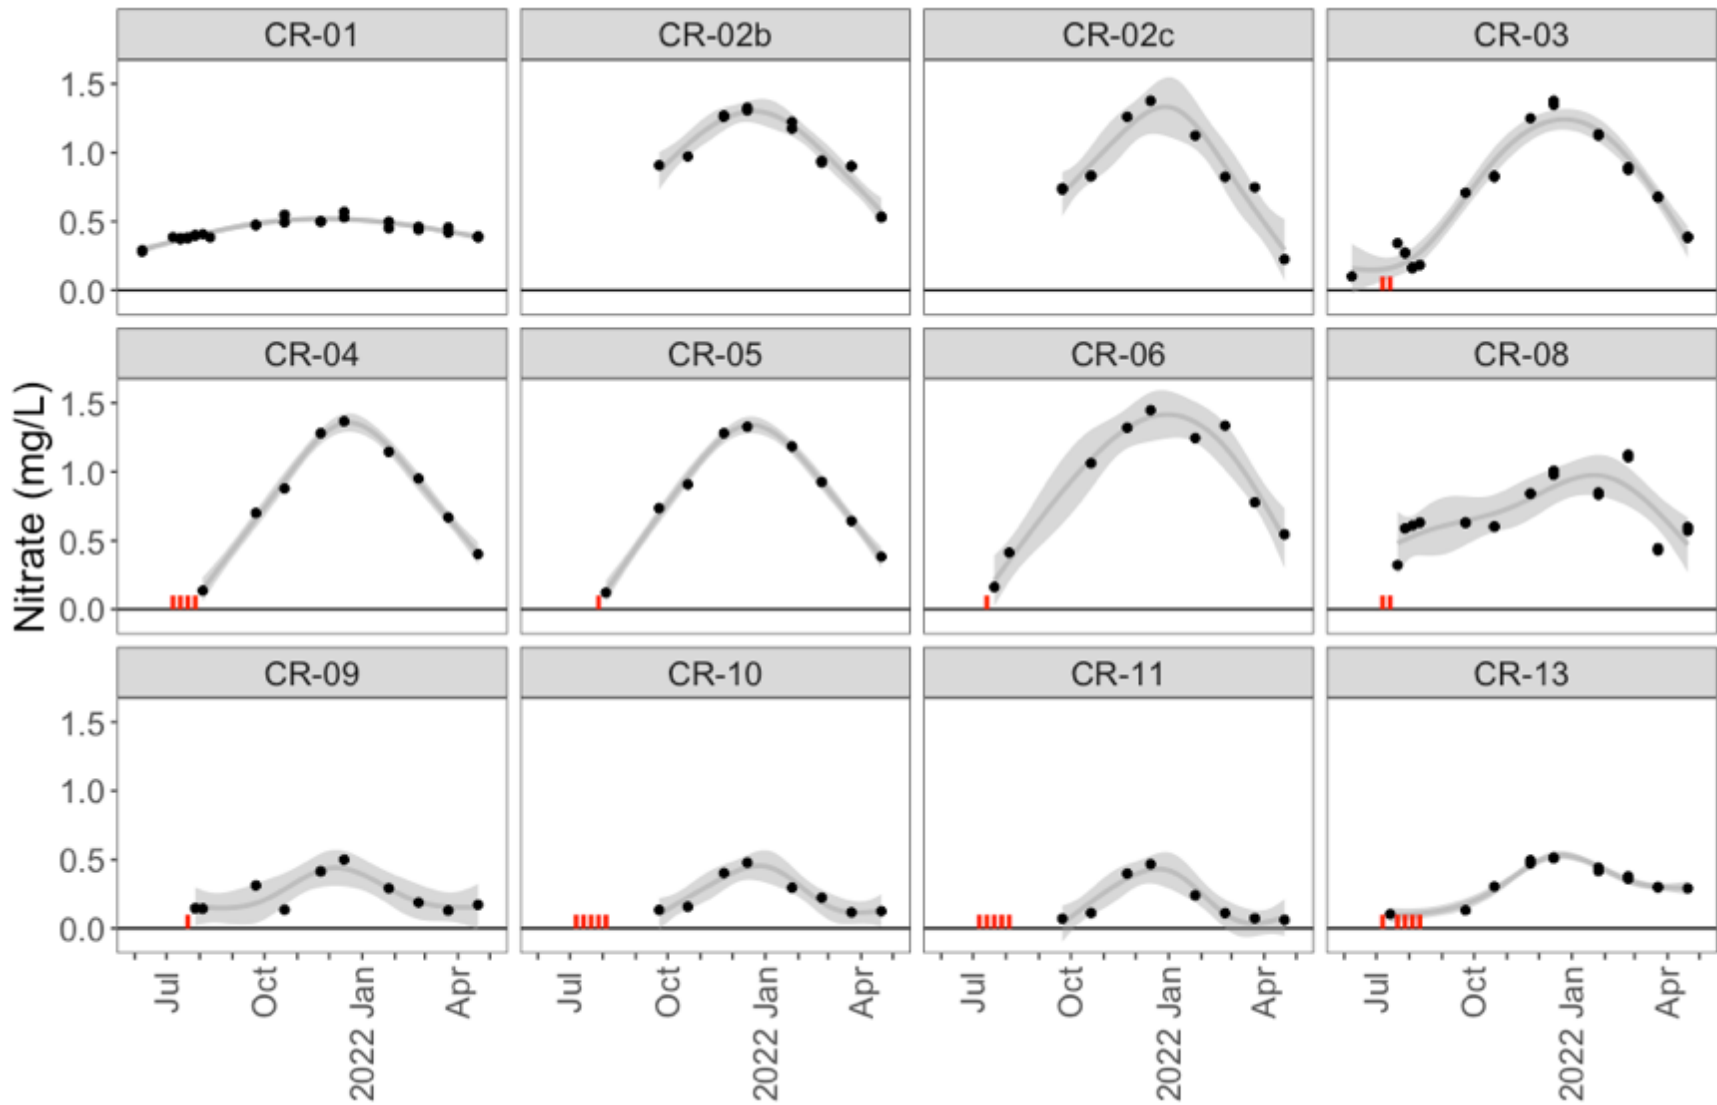 CR-01 CR-02b CR-02c CR-03
1.5
1.0
0.5
0.0
CR-04 CR-05 CR-06 CR-08
Nitrate (mg/L)
1.5
1.0
0.5
0.0
CR-09 CR-10 CR-11 CR-13
1.5
1.0
0.5
0.0
Jul Oct 2022 Jan Apr Jul Oct 2022 Jan Apr Jul Oct 2022 Jan Apr Jul Oct 2022 Jan Apr